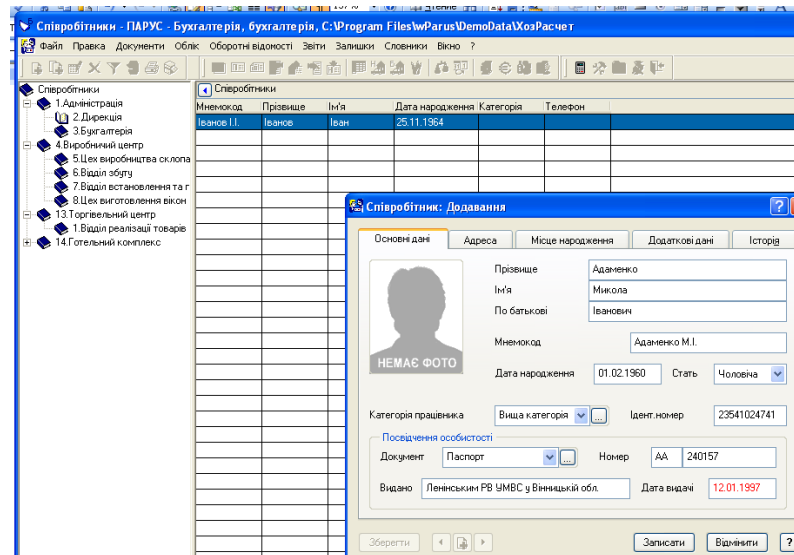 Співробітники - ПАРУС - Бухгалтерія, бухгалтерія, C:\Program Files\wParus\DemoData\ХозРасчет
Файл Правка Документи Облік Оборотні відомості Звіти Залишки Словники Вікно ?
Співробітники
1.Адміністрація
2.Дирекція
3.Бухгалтерія
4.Виробничий центр
5.Цех виробництва склопа
6.Відділ збуту
7.Відділ встановлення та г
8.Цех виготовлення вікон
13.Торгівельний центр
1.Відділ реалізації товарів
14.Готельний комплекс
Співробітники
Мнемокод Прізвище Ім'я Дата народження Категорія Телефон
Іванов І.І. Іванов Іван 25.11.1964
Співробітник: Додавання
Основні дані Адреса Місце народження Додаткові дані Історія
НЕМАЄ ФОТО
Прізвище Адаменко
Ім'я Микола
По батькові Іванович
Мнемокод Адаменко М.І.
Дата народження 01.02.1960 Стать Чоловіча
Категорія працівника Вища категорія ... Ідент.номер 23541024741
Посвідчення особистості
Документ Паспорт ... Номер АА 240157
Видано Ленінським РВ УМВС у Вінницькій обл. Дата видачі 12.01.1997
Зберегти Записати Відмінити ?